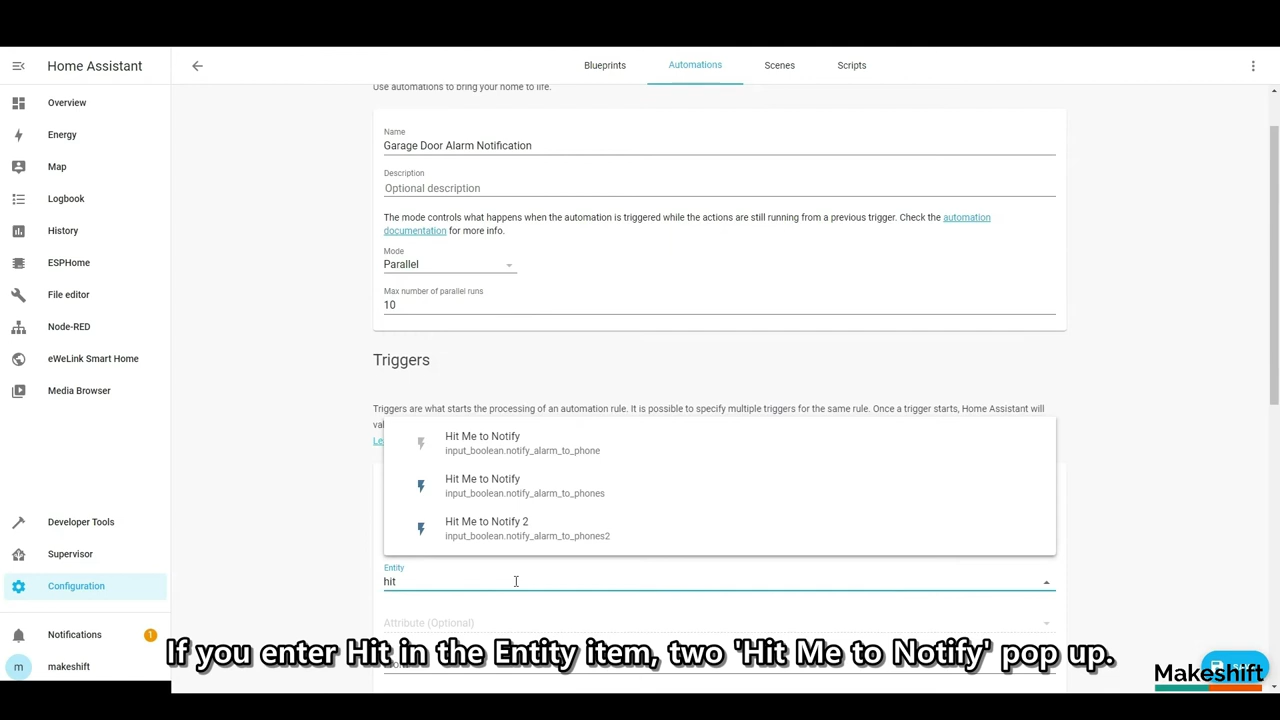 Home Assistant
Blueprints
Automations
Scenes
Scripts
Overview
Energy
Map
Logbook
History
ESPHome
File editor
Node-RED
eWeLink Smart Home
Media Browser
Developer Tools
Supervisor
Configuration
Notifications
1
m
makeshift
Use automations to bring your home to life.
Name
Garage Door Alarm Notification
Description
Optional description
The mode controls what happens when the automation is triggered while the actions are still running from a previous trigger. Check the automation
documentation for more info.
Mode
Parallel
Max number of parallel runs
10
Triggers
Triggers are what starts the processing of an automation rule. It is possible to specify multiple triggers for the same rule. Once a trigger starts, Home Assistant will
Hit Me to Notify
input_boolean.notify_alarm_to_phone
Hit Me to Notify
input_boolean.notify_alarm_to_phones
Hit Me to Notify 2
input_boolean.notify_alarm_to_phones2
Entity
hit
Attribute (Optional)
If you enter Hit in the Entity item, two 'Hit Me to Notify' pop up.
Makeshift